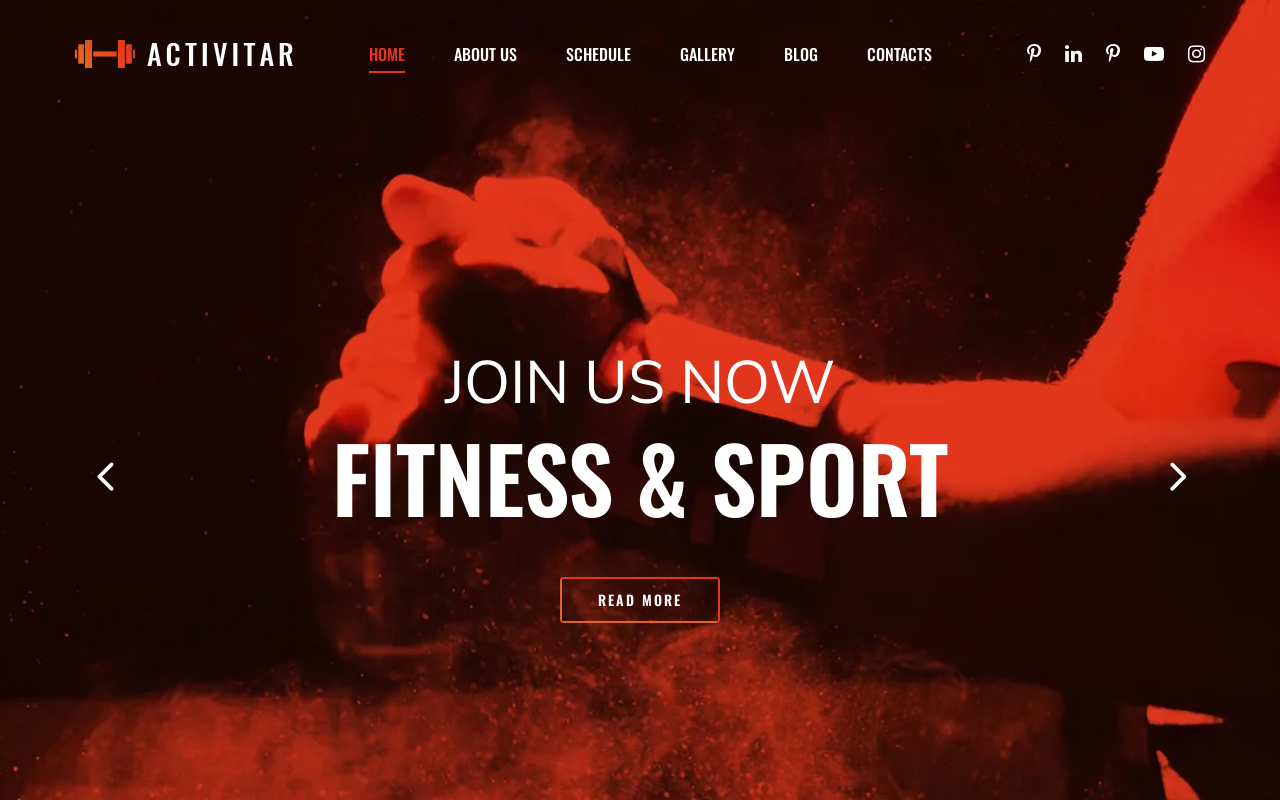 ACTIVITAR
HOME ABOUT US SCHEDULE GALLERY BLOG CONTACTS
JOIN US NOW
FITNESS & SPORT
READ MORE